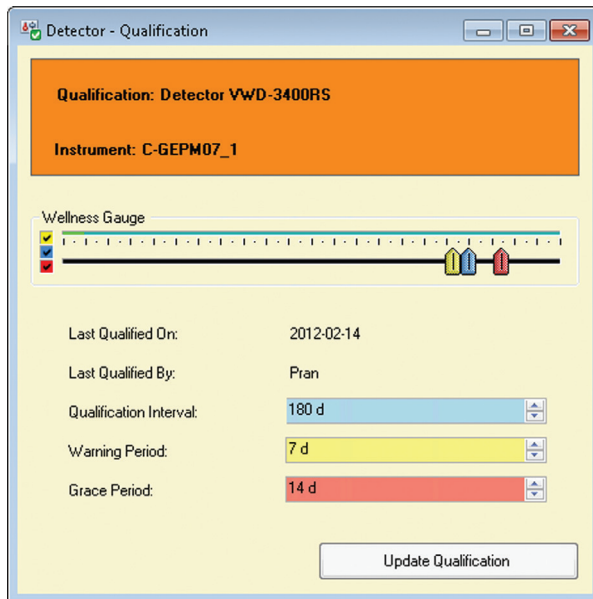 Detector - Qualification
Qualification: Detector VWD-3400RS
Instrument: C-GEPM07_1
Wellness Gauge
Last Qualified On: 2012-02-14
Last Qualified By: Pran
Qualification Interval: 180 d
Warning Period: 7 d
Grace Period: 14 d
Update Qualification